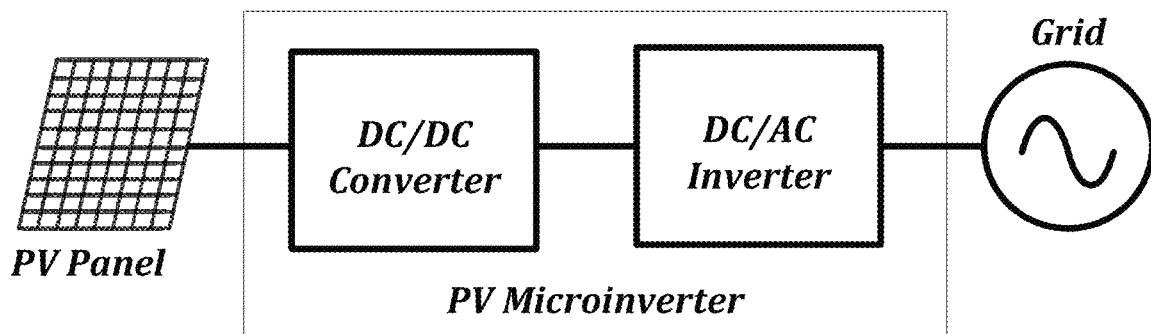 Grid
DC/DC
Converter
DC/AC
Inverter
PV Panel
PV Microinverter